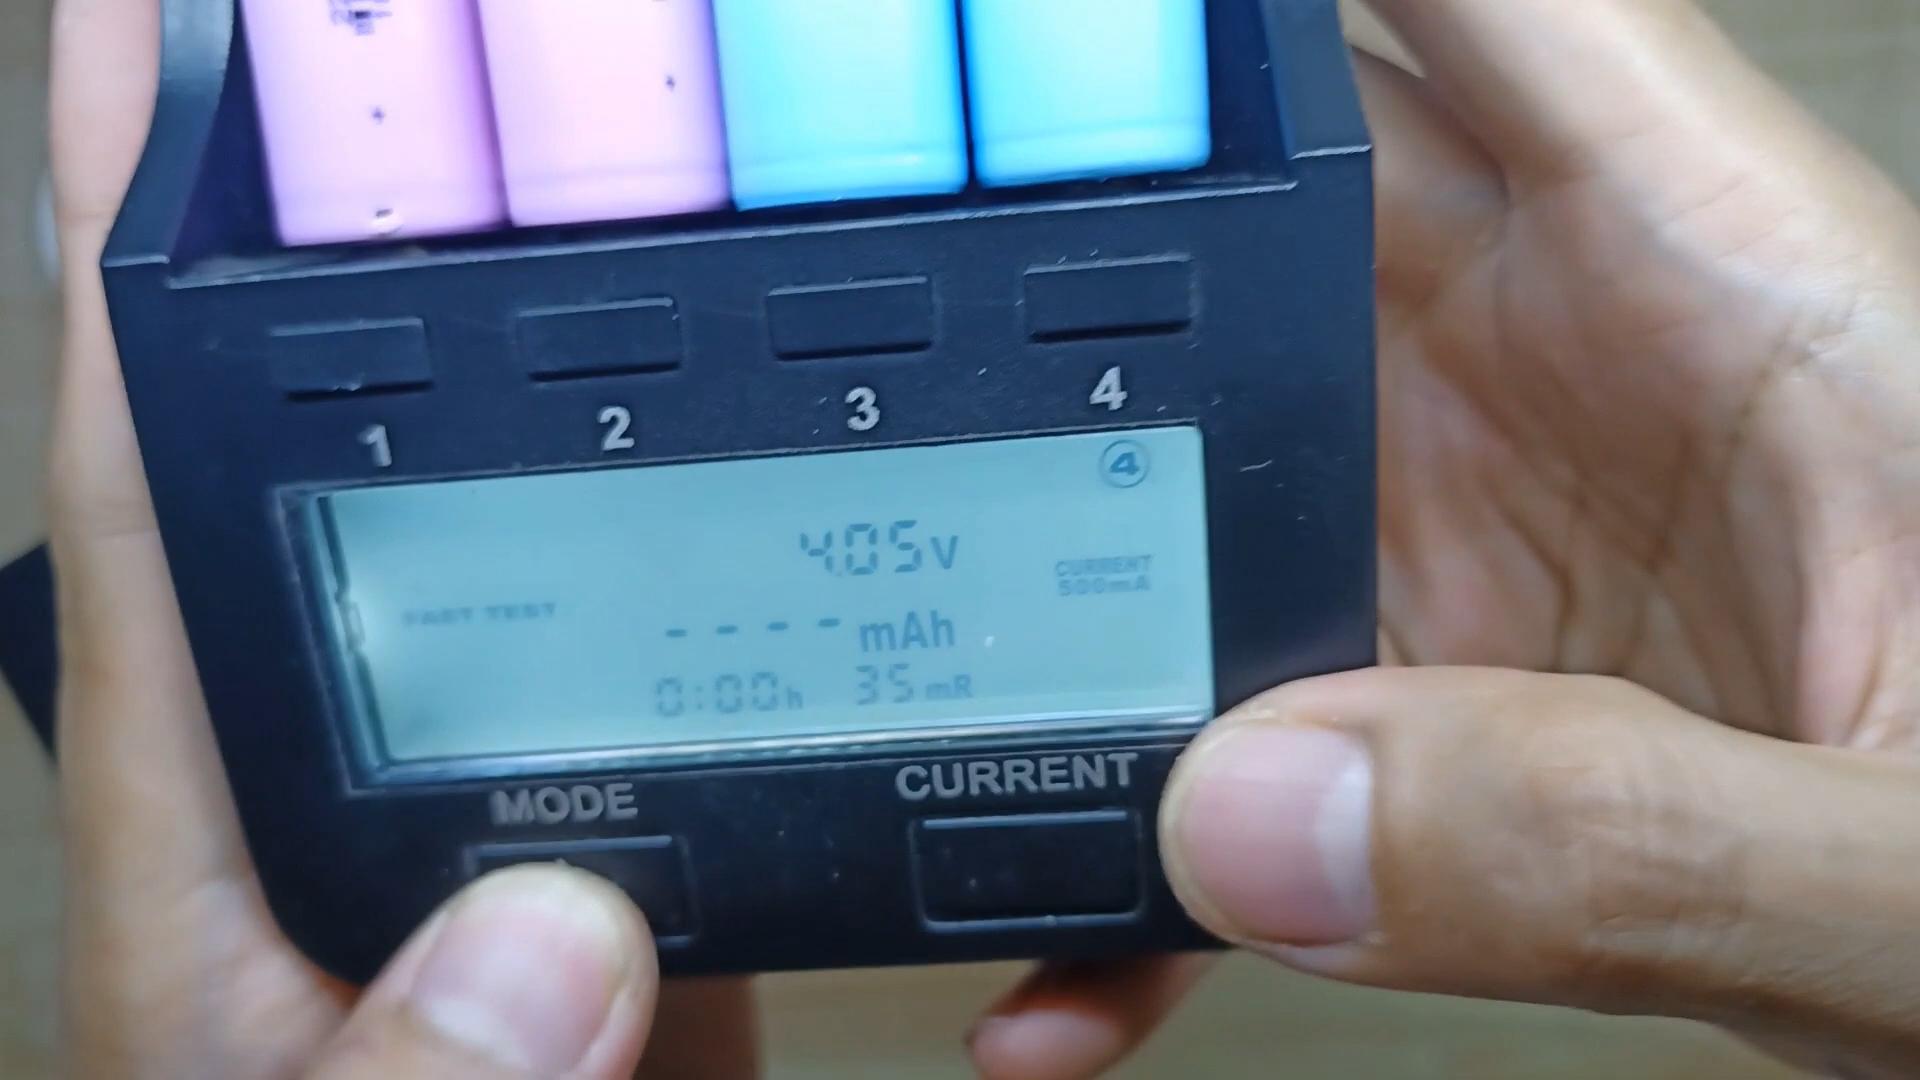 1 2 3 4
4
4.05V
CURRENT
500mA
FAST TEST
- - - - mAh
0:00h 35mR
MODE CURRENT